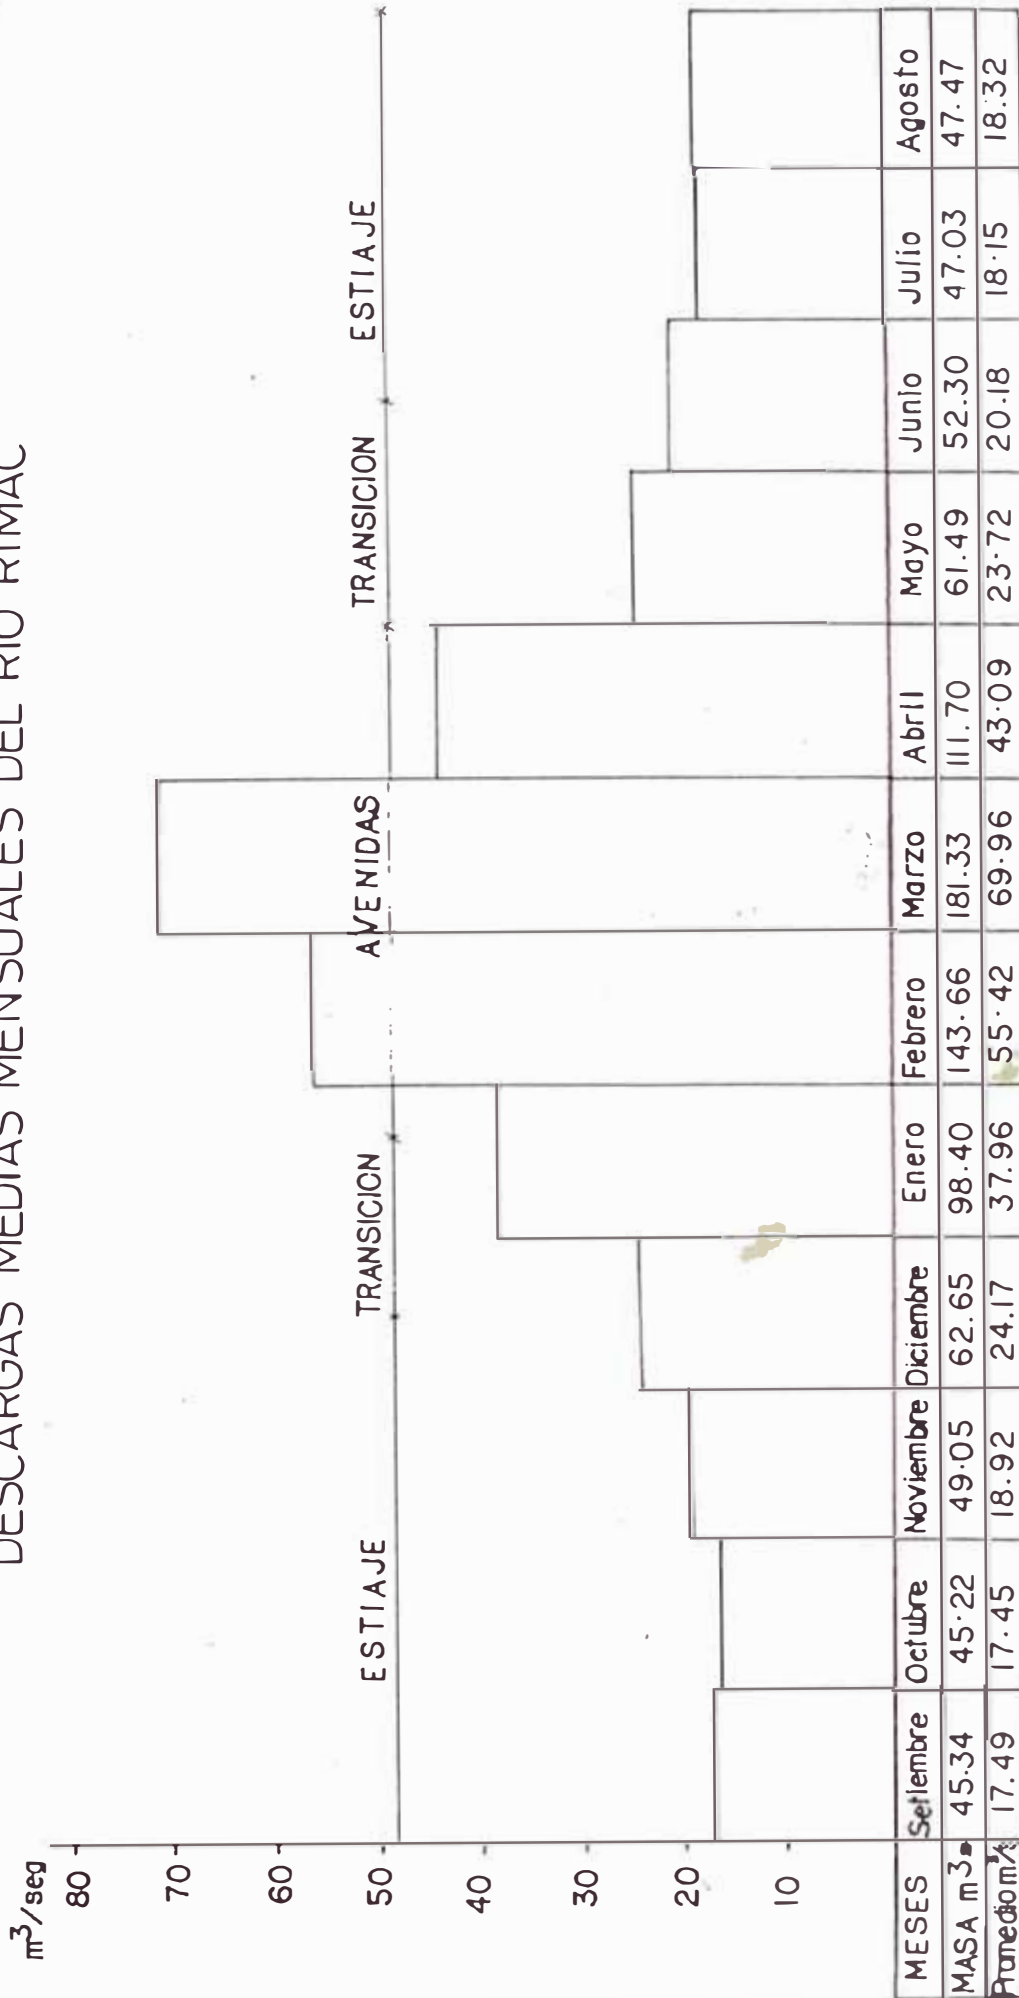 DESCARGAS MEDIAS MENSUALES DEL RIO RIMAC
m³/seg
80
70
60
50
40
30
20
10
ESTIAJE
TRANSICION
AVENIDAS
TRANSICION
ESTIAJE
MESES Setiembre Octubre Noviembre Diciembre Enero Febrero Marzo Abril Mayo Junio Julio Agosto
MASA m3 45.34 45.22 49.05 62.65 98.40 143.66 181.33 111.70 61.49 52.30 47.03 47.47
Promedio 17.49 17.45 18.92 24.17 37.96 55.42 69.96 43.09 23.72 20.18 18.15 18.32